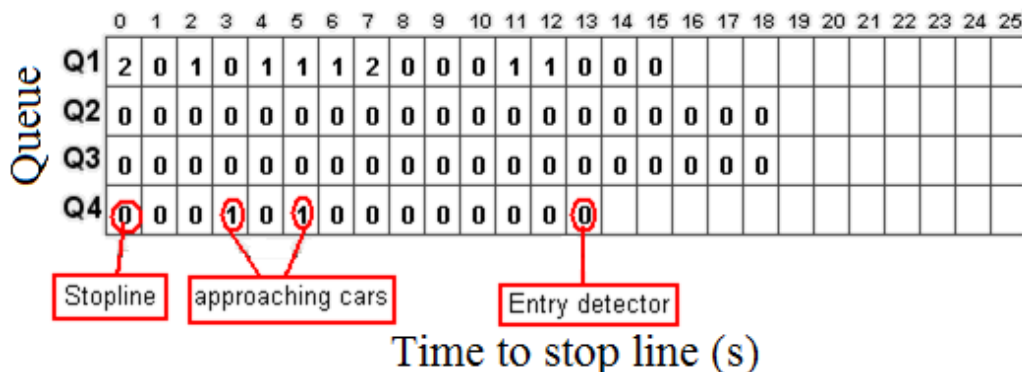 0 1 2 3 4 5 6 7 8 9 10 11 12 13 14 15 16 17 18 19 20 21 22 23 24 25
Queue
Q1 2 0 1 0 1 1 1 2 0 0 0 1 1 0 0 0
Q2 0 0 0 0 0 0 0 0 0 0 0 0 0 0 0 0 0 0 0
Q3 0 0 0 0 0 0 0 0 0 0 0 0 0 0 0 0 0 0 0
Q4 0 0 0 1 0 1 0 0 0 0 0 0 0 0
Stopline approaching cars Entry detector
Time to stop line (s)